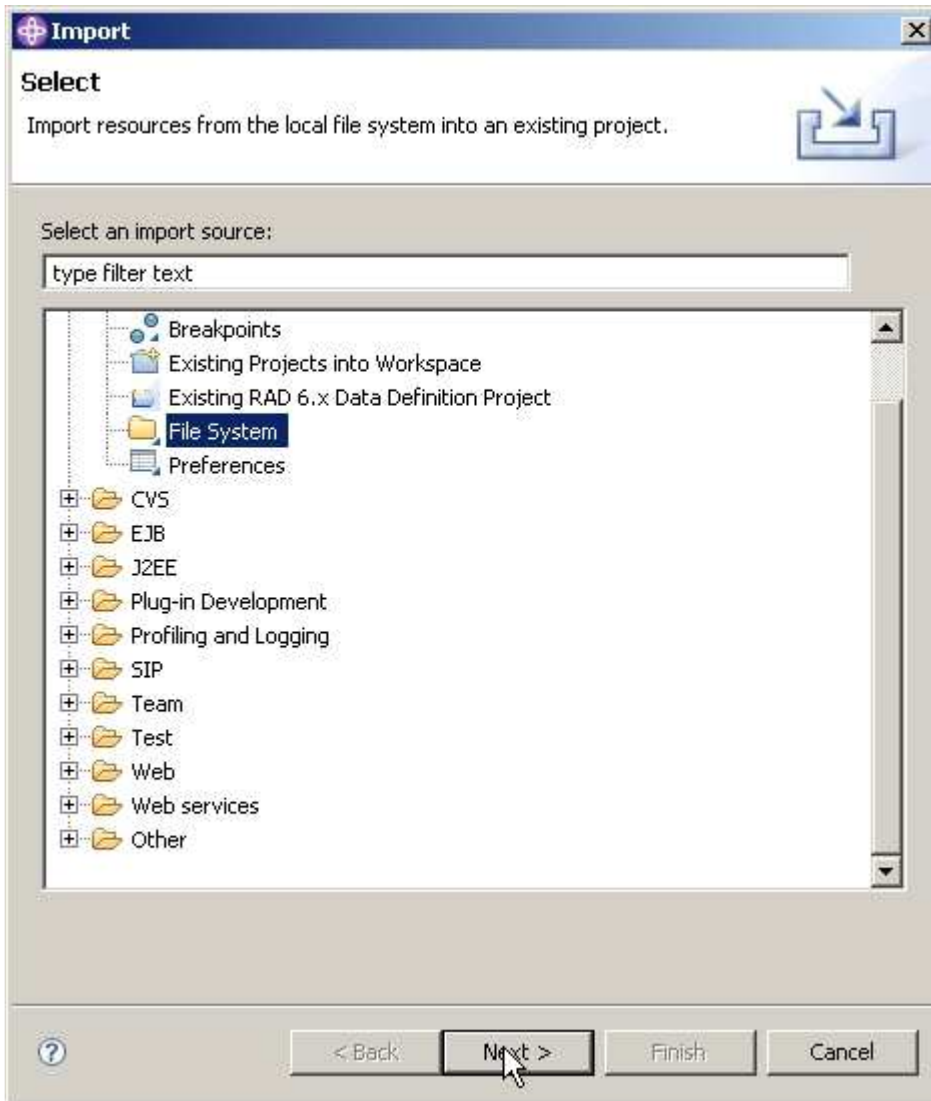 Import
Select
Import resources from the local file system into an existing project.
Select an import source:
type filter text
Breakpoints
Existing Projects into Workspace
Existing RAD 6.x Data Definition Project
File System
Preferences
CVS
EJB
J2EE
Plug-in Development
Profiling and Logging
SIP
Team
Test
Web
Web services
Other
< Back Next > Finish Cancel